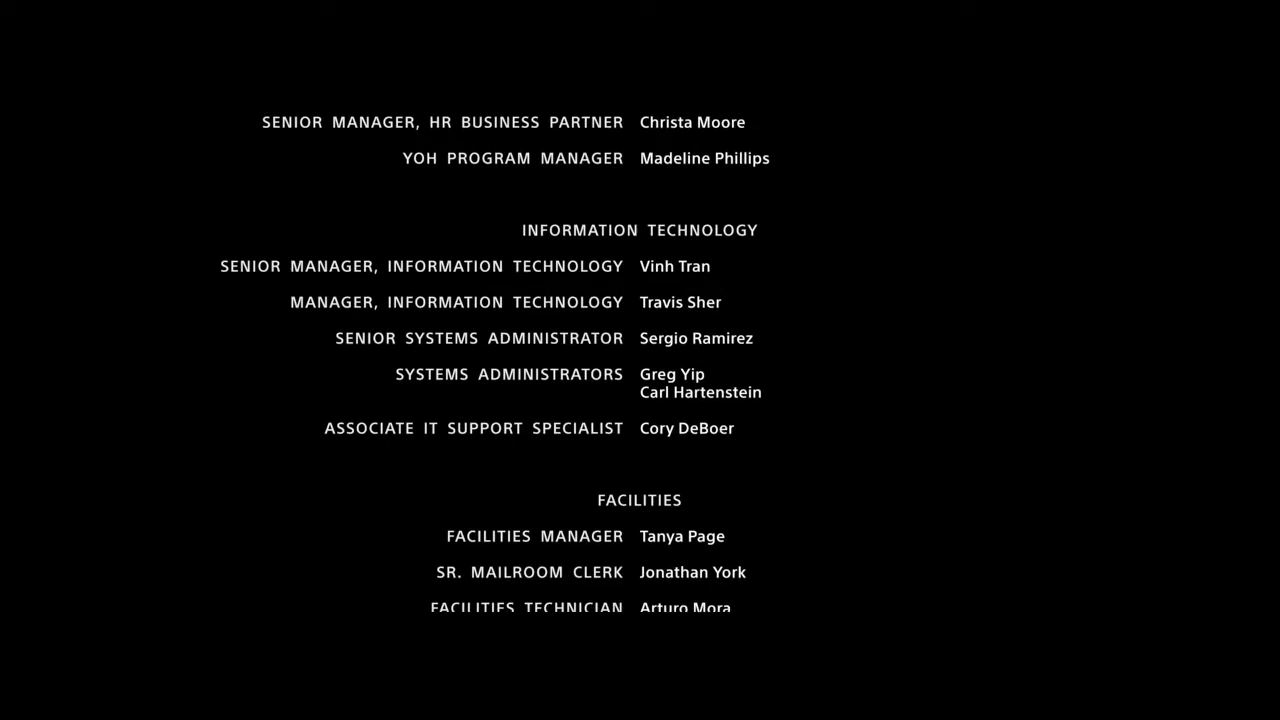 SENIOR MANAGER, HR BUSINESS PARTNER Christa Moore
YOH PROGRAM MANAGER Madeline Phillips
INFORMATION TECHNOLOGY
SENIOR MANAGER, INFORMATION TECHNOLOGY Vinh Tran
MANAGER, INFORMATION TECHNOLOGY Travis Sher
SENIOR SYSTEMS ADMINISTRATOR Sergio Ramirez
SYSTEMS ADMINISTRATORS Greg Yip
Carl Hartenstein
ASSOCIATE IT SUPPORT SPECIALIST Cory DeBoer
FACILITIES
FACILITIES MANAGER Tanya Page
SR. MAILROOM CLERK Jonathan York
FACILITIES TECHNICIAN Arturo Mora